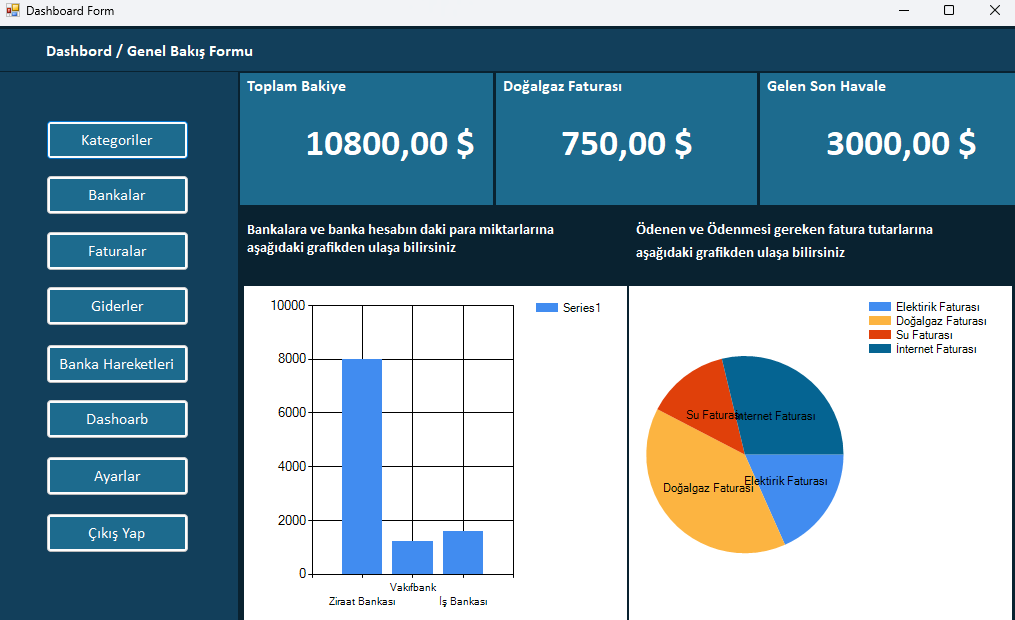 Dashboard Form
Dashbord / Genel Bakış Formu
Kategoriler
Bankalar
Faturalar
Giderler
Banka Hareketleri
Dashoarb
Ayarlar
Çıkış Yap
Toplam Bakiye
10800,00 $
Doğalgaz Faturası
750,00 $
Gelen Son Havale
3000,00 $
Bankalara ve banka hesabın daki para miktarlarına
aşağıdaki grafikden ulaşa bilirsiniz
Ödenen ve Ödenmesi gereken fatura tutarlarına
aşağıdaki grafikden ulaşa bilirsiniz
10000
8000
6000
4000
2000
0
Ziraat Bankası
Vakıfbank
İş Bankası
Series1
Elektirik Faturası
Doğalgaz Faturası
Su Faturası
İnternet Faturası
Su Faturası
İnternet Faturası
Elektirik Faturası
Doğalgaz Faturası